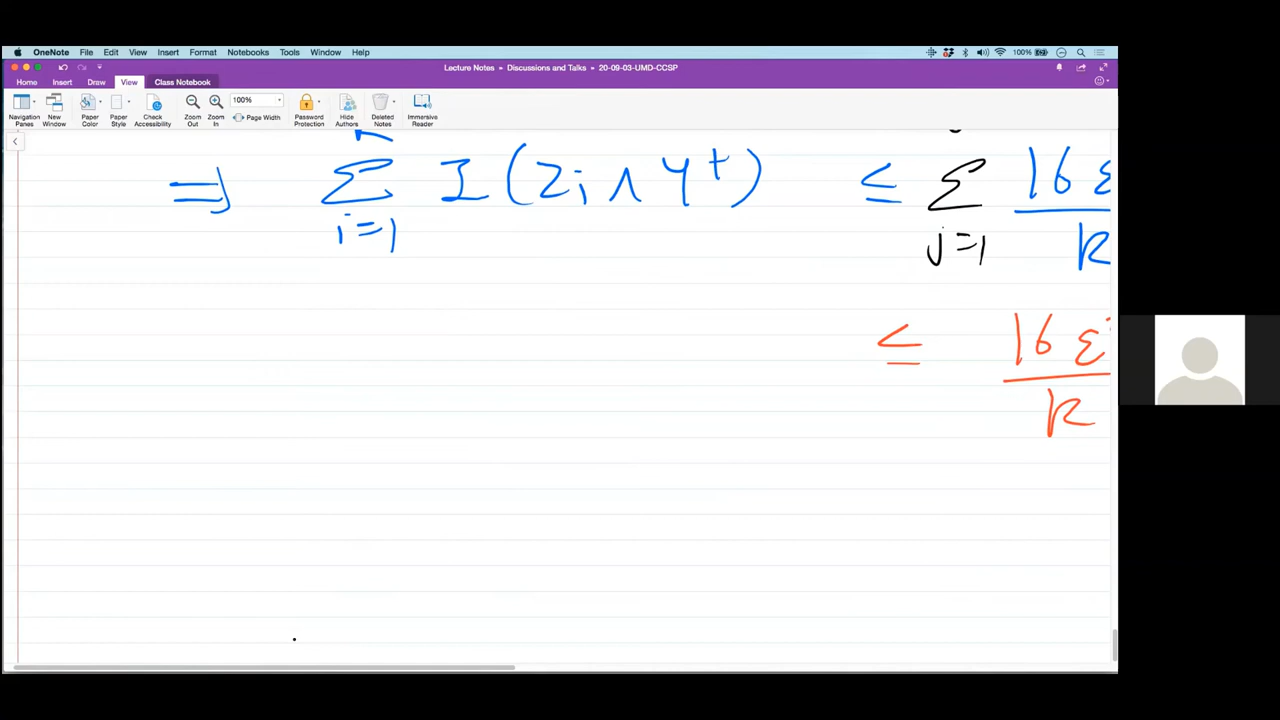 OneNote File Edit View Insert Format Notebooks Tools Window Help 100%
Lecture Notes » Discussions and Talks » 20-09-03-UMD-CCSP
Home Insert Draw View Class Notebook
Navigation Panes New Window Paper Color Paper Style Check Accessibility Zoom Out Zoom In 100% Page Width Password Protection Hide Authors Deleted Notes Immersive Reader
⇒ Σ i=1 I(Zi ∧ Y^t) ≤ Σ j=1 16 ε / k
≤ 16 ε / k